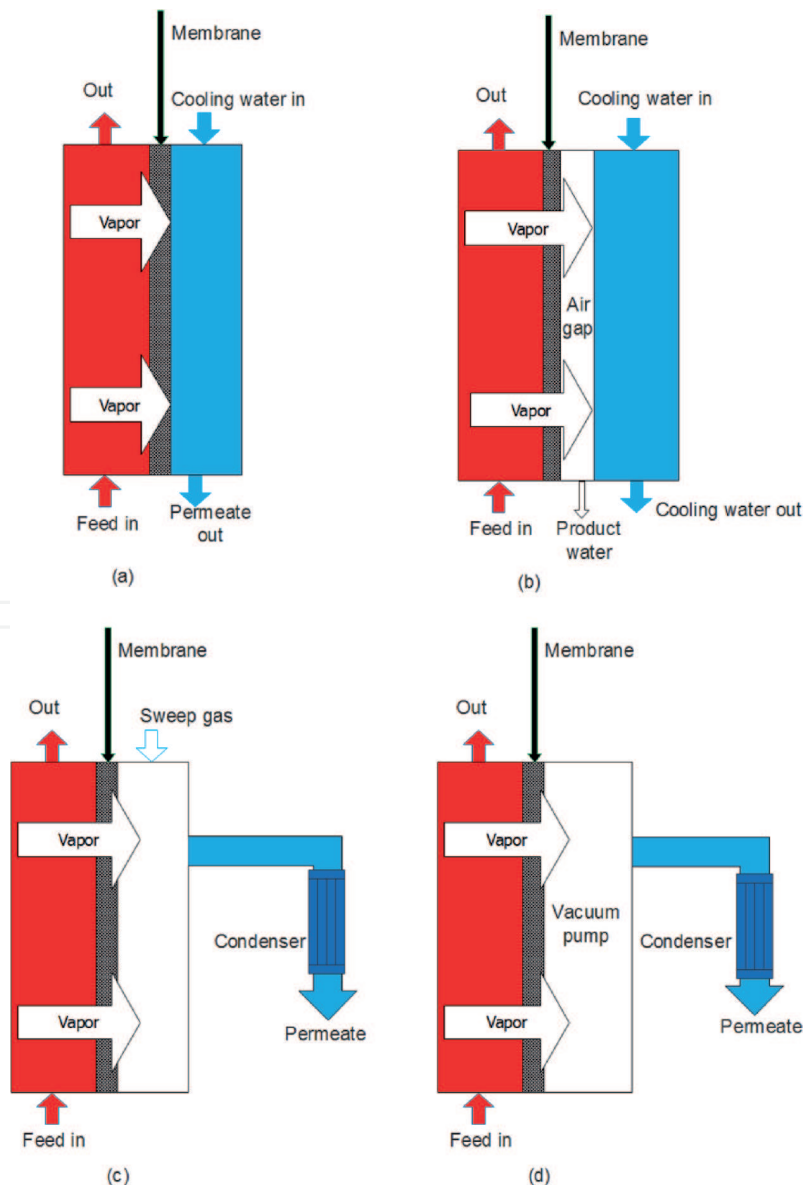 Membrane
Out
Cooling water in
Vapor
Vapor
Feed in
Permeate
out
(a)
Membrane
Out
Cooling water in
Vapor
Air
gap
Vapor
Feed in
Product
water
Cooling water out
(b)
Membrane
Out
Sweep gas
Vapor
Condenser
Vapor
Permeate
Feed in
(c)
Membrane
Out
Vapor
Vacuum
pump
Condenser
Vapor
Permeate
Feed in
(d)